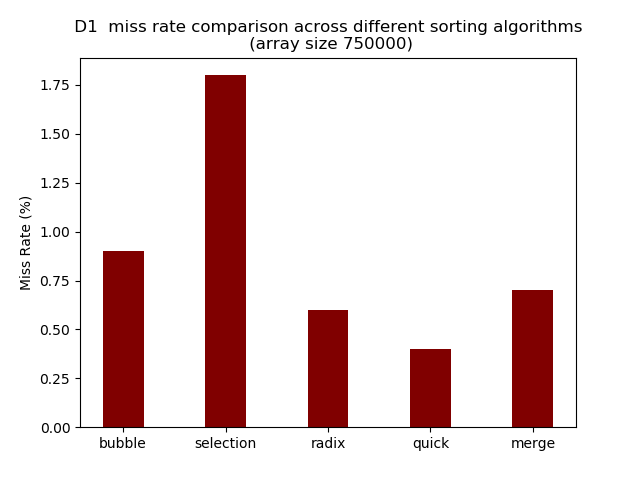 D1  miss rate comparison across different sorting algorithms
(array size 750000)
Miss Rate (%)
1.75
1.50
1.25
1.00
0.75
0.50
0.25
0.00
bubble selection radix quick merge